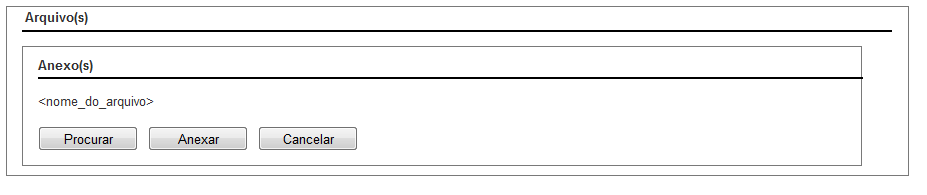 Arquivo(s)
Anexo(s)
<nome_do_arquivo>
Procurar Anexar Cancelar